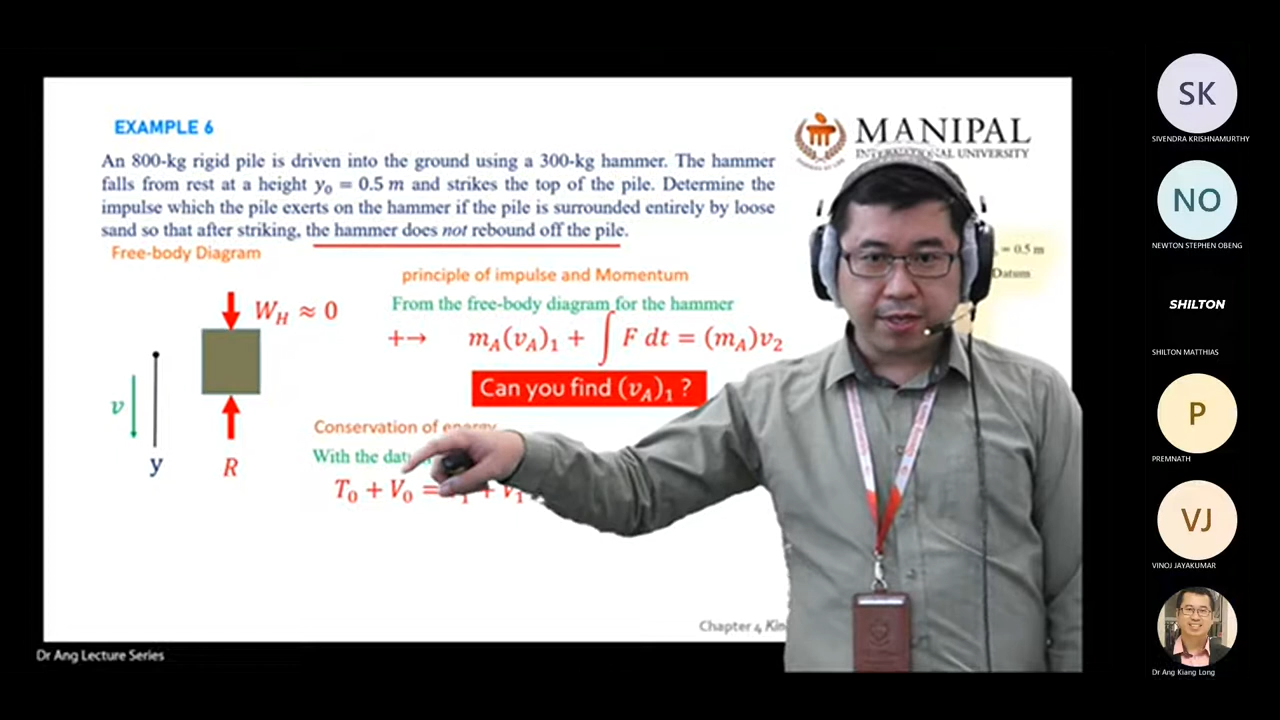 EXAMPLE 6
An 800-kg rigid pile is driven into the ground using a 300-kg hammer. The hammer
falls from rest at a height y₀ = 0.5 m and strikes the top of the pile. Determine the
impulse which the pile exerts on the hammer if the pile is surrounded entirely by loose
sand so that after striking, the hammer does not rebound off the pile.
MANIPAL
INTERNATIONAL UNIVERSITY
= 0.5 m
Datum
Free-body Diagram
W_H ≈ 0
v
y
R
principle of impulse and Momentum
From the free-body diagram for the hammer
+→ m_A(v_A)₁ + ∫ F dt = (m_A)v₂
Can you find (v_A)₁ ?
Conservation of energy
With the
T₀ + V₀ = T₁ + V₁
Chapter 4
Dr Ang Lecture Series
SK
SIVENDRA KRISHNAMURTHY
NO
NEWTON STEPHEN OBENG
SHILTON
SHILTON MATTHIAS
P
PREMNATH
VJ
VINOJ JAYAKUMAR
Dr Ang Kiang Long